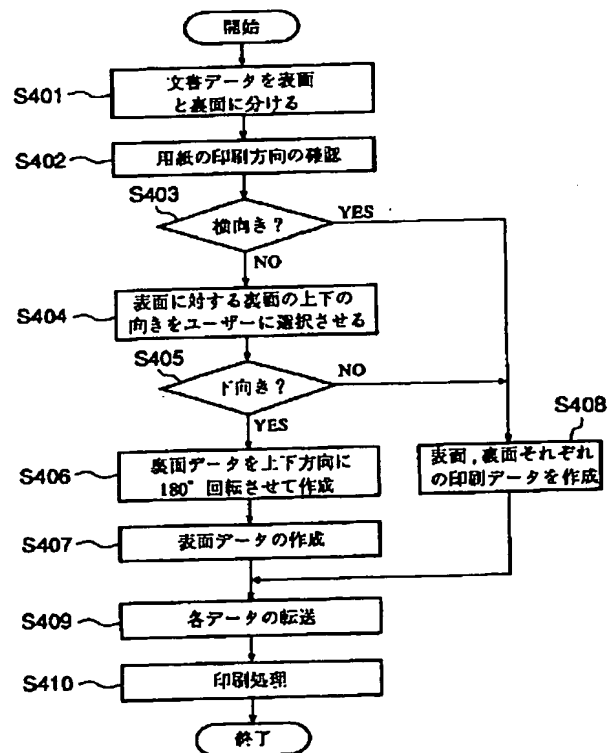 開始
S401
文書データを表面
と裏面に分ける
S402
用紙の印刷方向の確認
S403
横向き？
YES
NO
S404
表面に対する裏面の上下の
向きをユーザーに選択させる
S405
下向き？
NO
YES
S408
表面，裏面それぞれ
の印刷データを作成
S406
裏面データを上下方向に
180°回転させて作成
S407
表面データの作成
S409
各データの転送
S410
印刷処理
終了